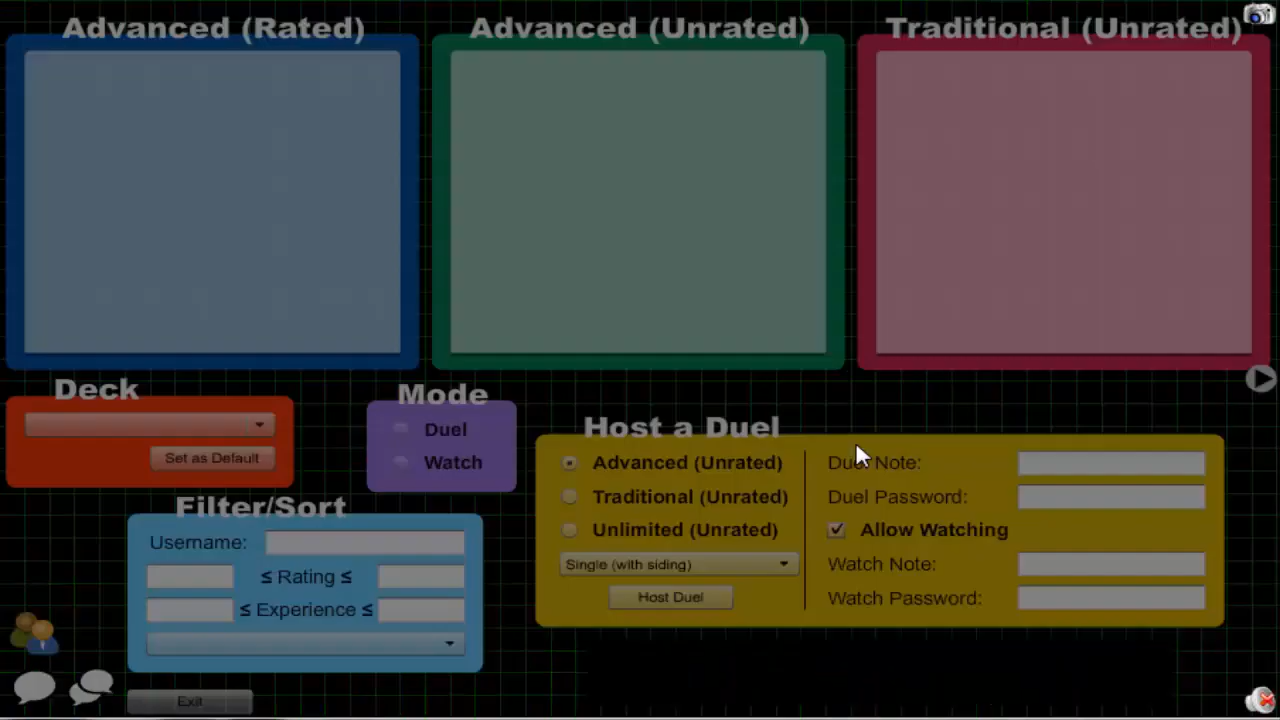 Advanced (Rated)
Advanced (Unrated)
Traditional (Unrated)
Deck
Set as Default
Mode
Duel
Watch
Filter/Sort
Username:
≤ Rating ≤
≤ Experience ≤
Exit
Host a Duel
Advanced (Unrated)
Traditional (Unrated)
Unlimited (Unrated)
Single (with siding)
Host Duel
Duel Note:
Duel Password:
Allow Watching
Watch Note:
Watch Password: